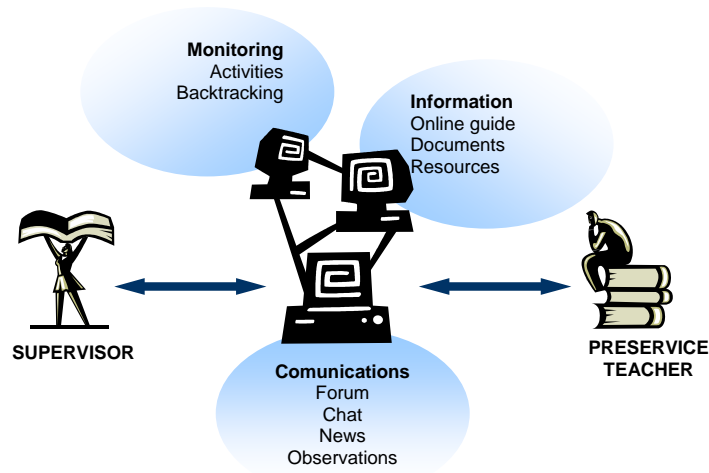 Monitoring
Activities
Backtracking
Information
Online guide
Documents
Resources
SUPERVISOR
PRESERVICE
TEACHER
Comunications
Forum
Chat
News
Observations